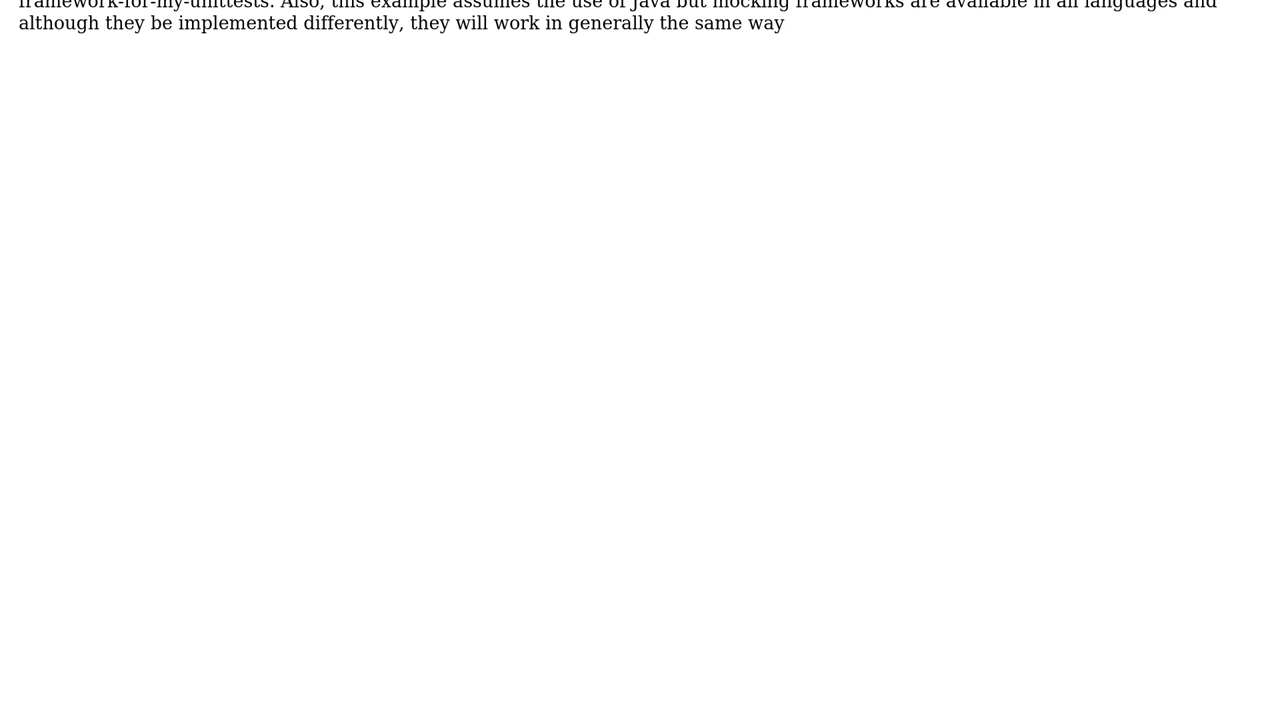 framework-for-my-unittests. Also, this example assumes the use of Java but mocking frameworks are available in all languages and
although they be implemented differently, they will work in generally the same way